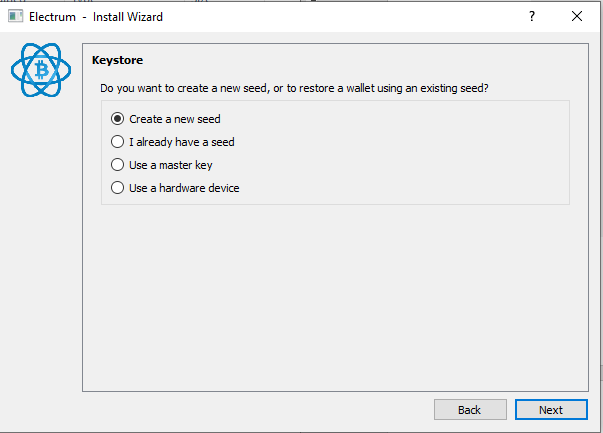 Electrum - Install Wizard
?
Keystore
Do you want to create a new seed, or to restore a wallet using an existing seed?
Create a new seed
I already have a seed
Use a master key
Use a hardware device
Back
Next